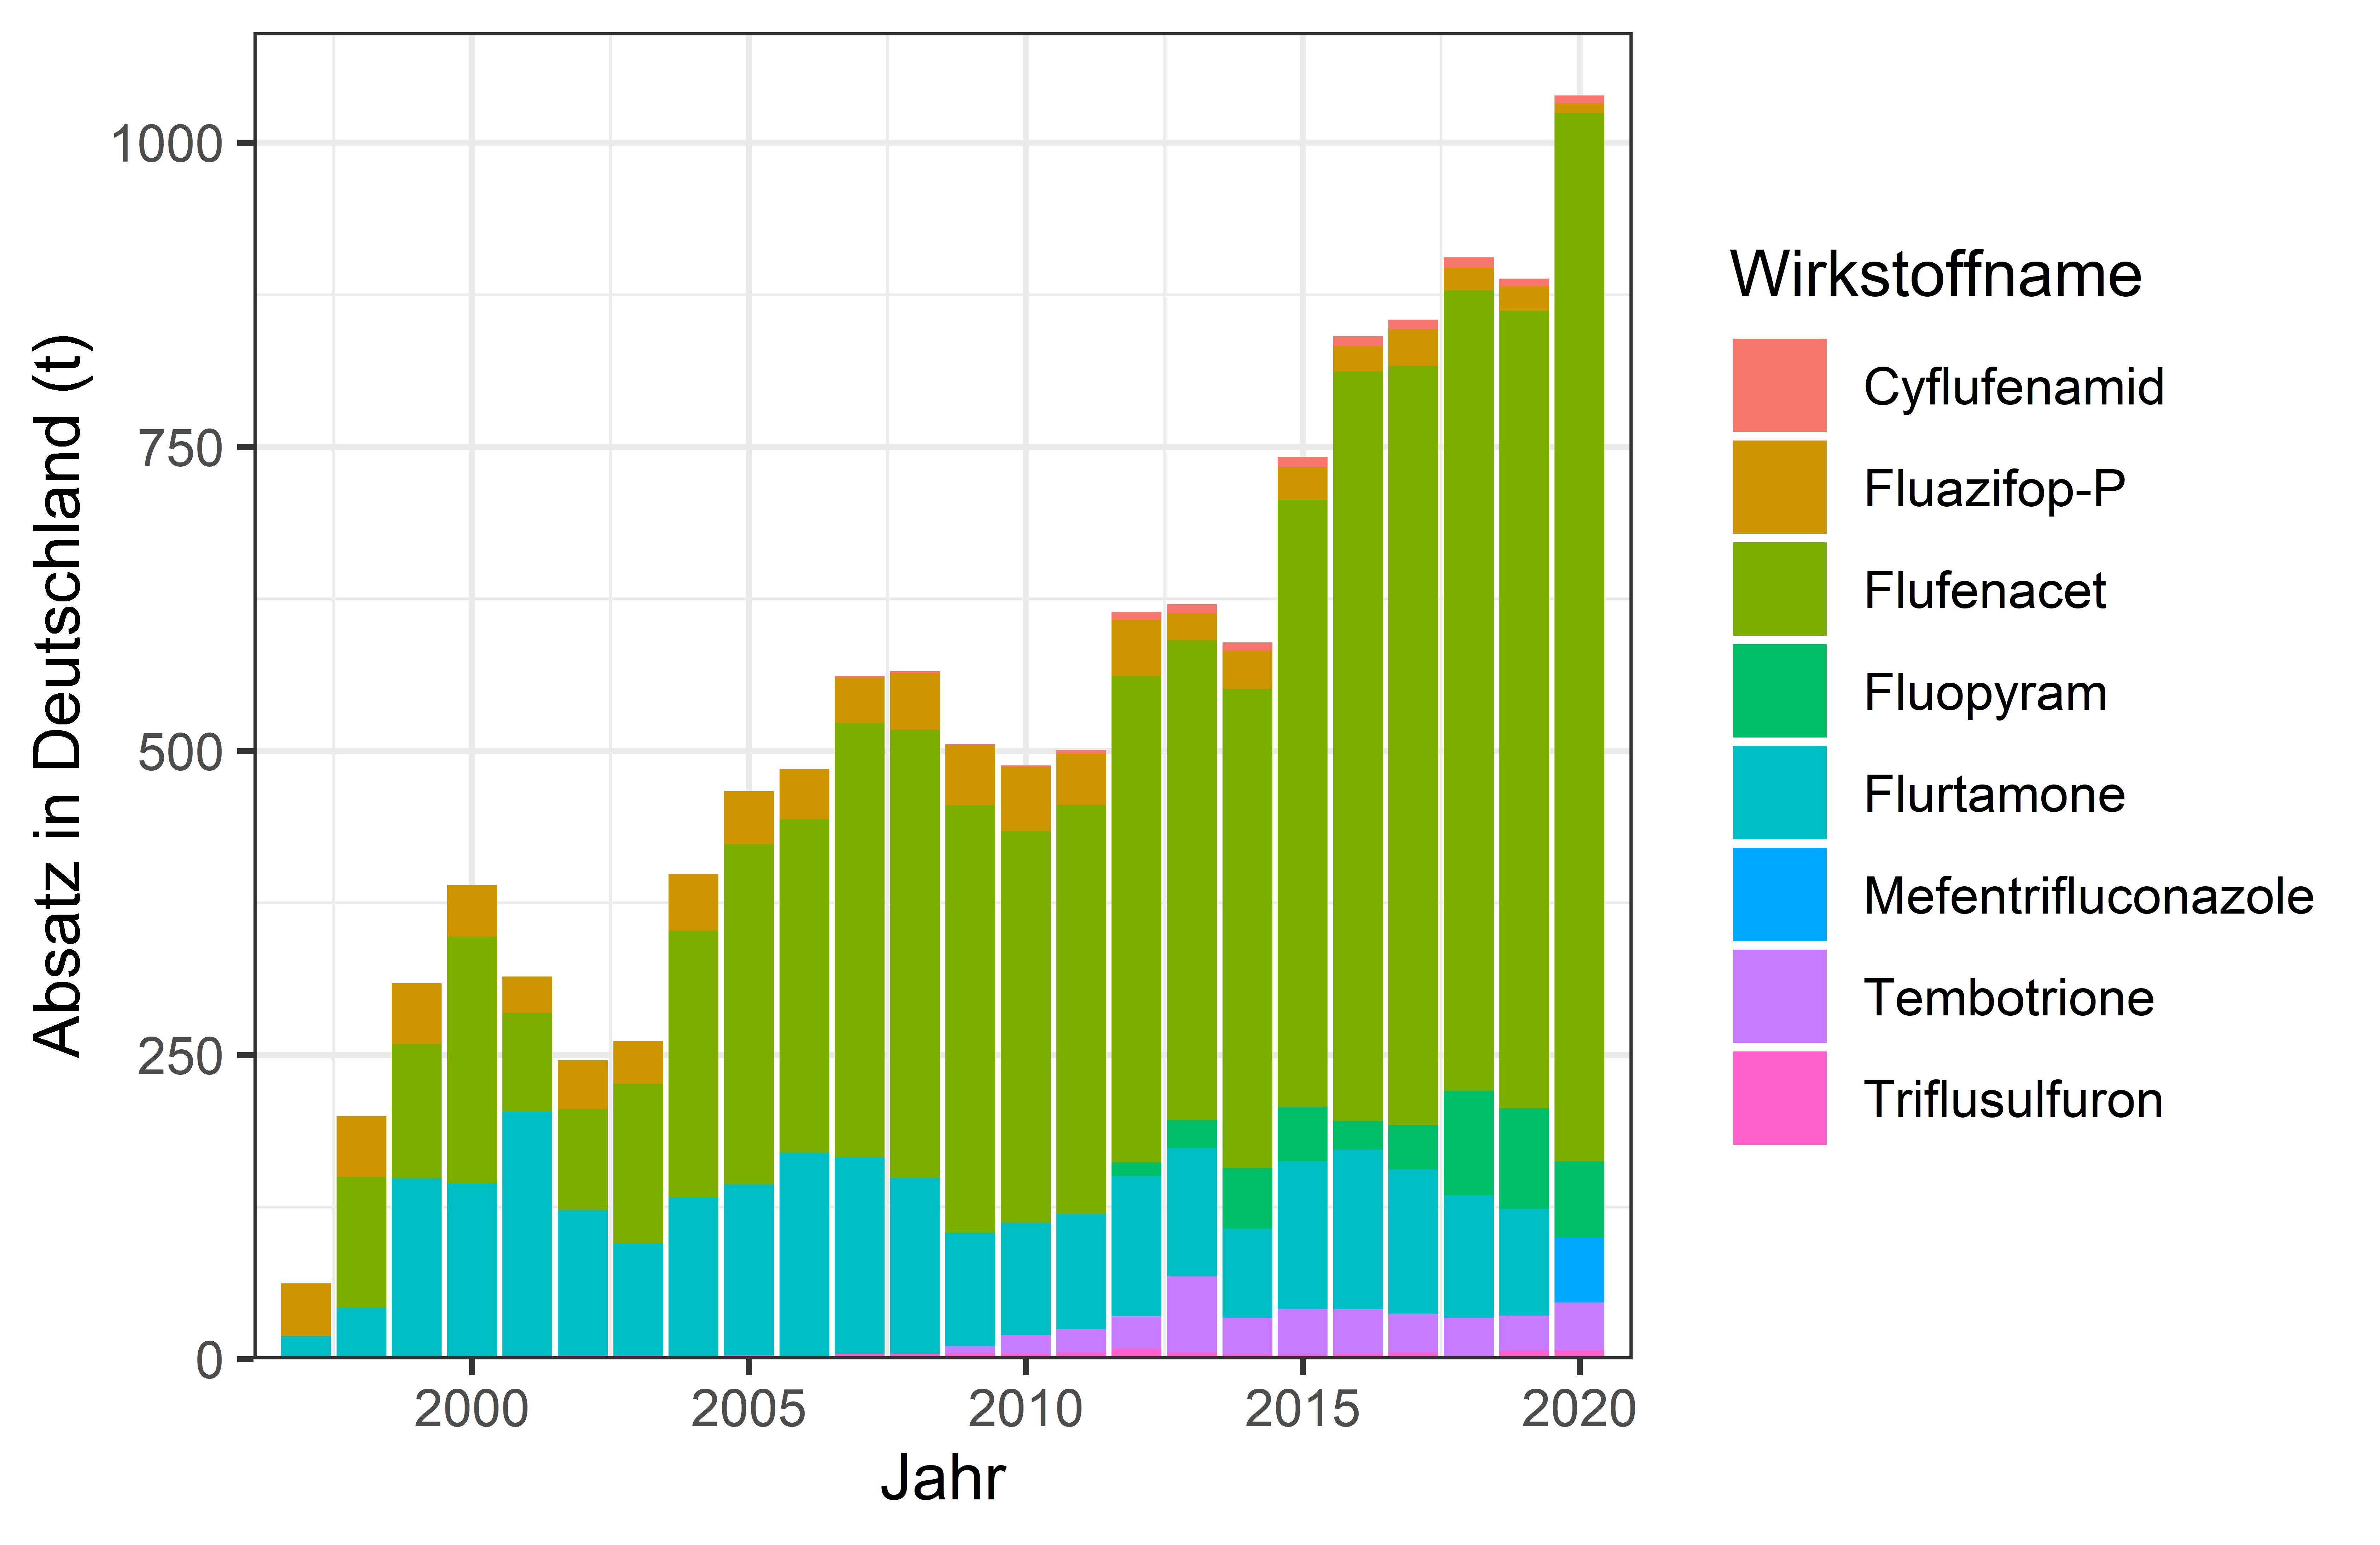 Absatz in Deutschland (t)
1000
750
500
250
0
2000
2005
2010
2015
2020
Jahr
Wirkstoffname
Cyflufenamid
Fluazifop-P
Flufenacet
Fluopyram
Flurtamone
Mefentrifluconazole
Tembotrione
Triflusulfuron